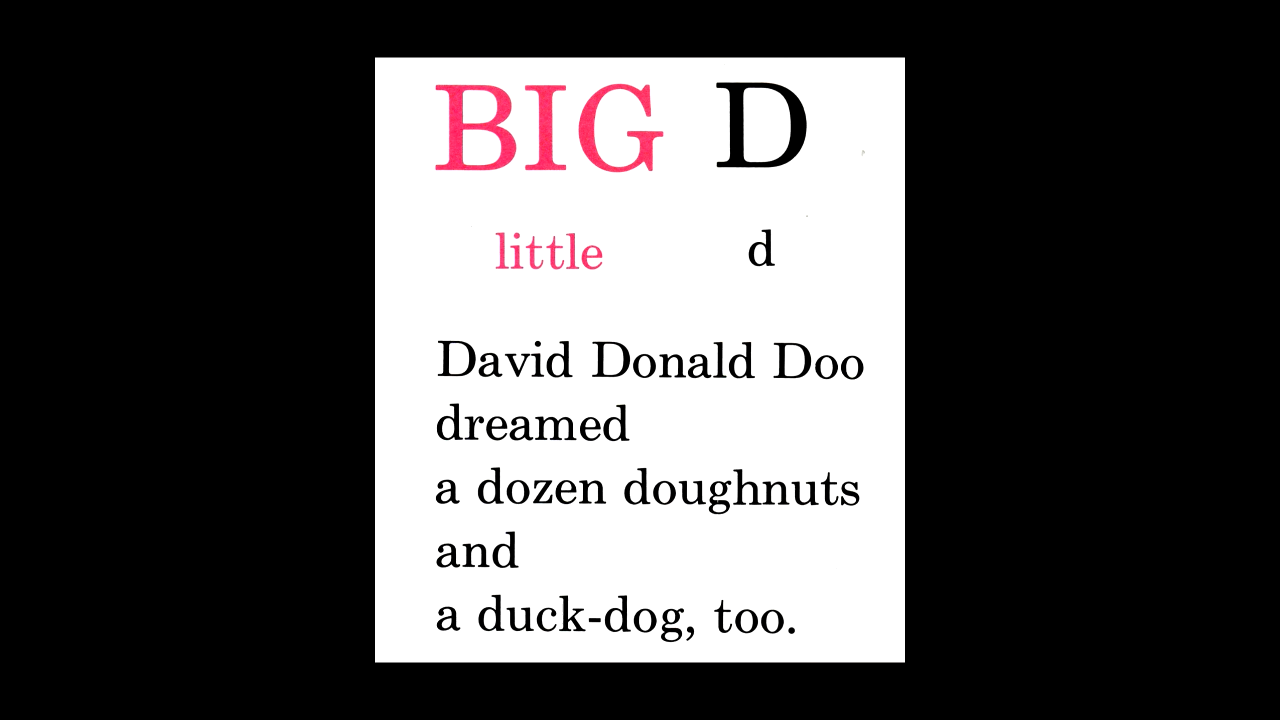 BIG D
little d
David Donald Doo
dreamed
a dozen doughnuts
and
a duck-dog, too.